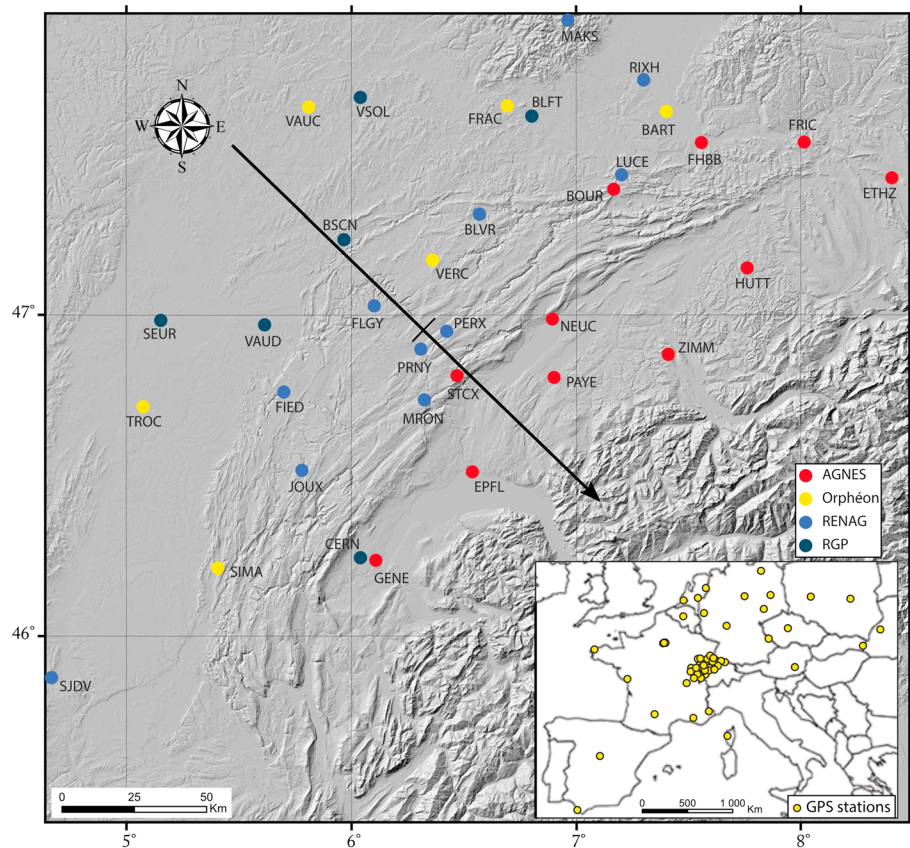 MAKS
RIXH
VAUC
VSOL
FRAC
BLFT
BART
FRIC
FHBB
N
W
E
S
LUCE
BOUR
ETHZ
BSCN
BLVR
VERC
HUTT
47°
SEUR
VAUD
FLGY
PERX
NEUC
PRNY
ZIMM
STCX
PAYE
FIED
MRON
TROC
JOUX
EPFL
AGNES
Orphéon
RENAG
RGP
CERN
GENE
SIMA
46°
SJDV
0 25 50
Km
0 500 1 000 Km
GPS stations
5° 6° 7° 8°